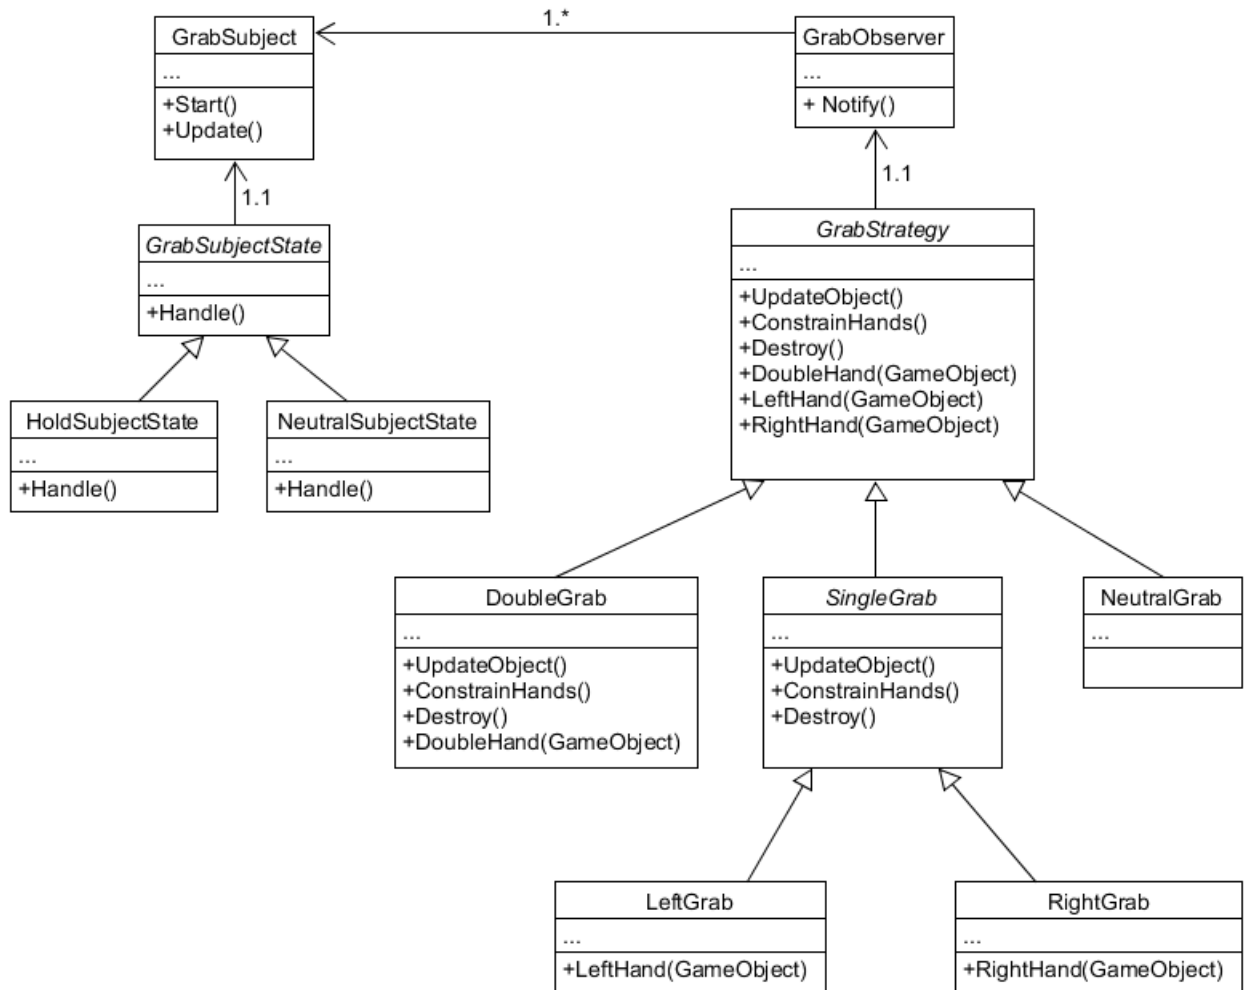 1.*
GrabSubject
...
+Start()
+Update()
GrabObserver
...
+ Notify()
1.1
1.1
GrabSubjectState
...
+Handle()
GrabStrategy
...
+UpdateObject()
+ConstrainHands()
+Destroy()
+DoubleHand(GameObject)
+LeftHand(GameObject)
+RightHand(GameObject)
HoldSubjectState
...
+Handle()
NeutralSubjectState
...
+Handle()
DoubleGrab
...
+UpdateObject()
+ConstrainHands()
+Destroy()
+DoubleHand(GameObject)
SingleGrab
...
+UpdateObject()
+ConstrainHands()
+Destroy()
NeutralGrab
...
LeftGrab
...
+LeftHand(GameObject)
RightGrab
...
+RightHand(GameObject)